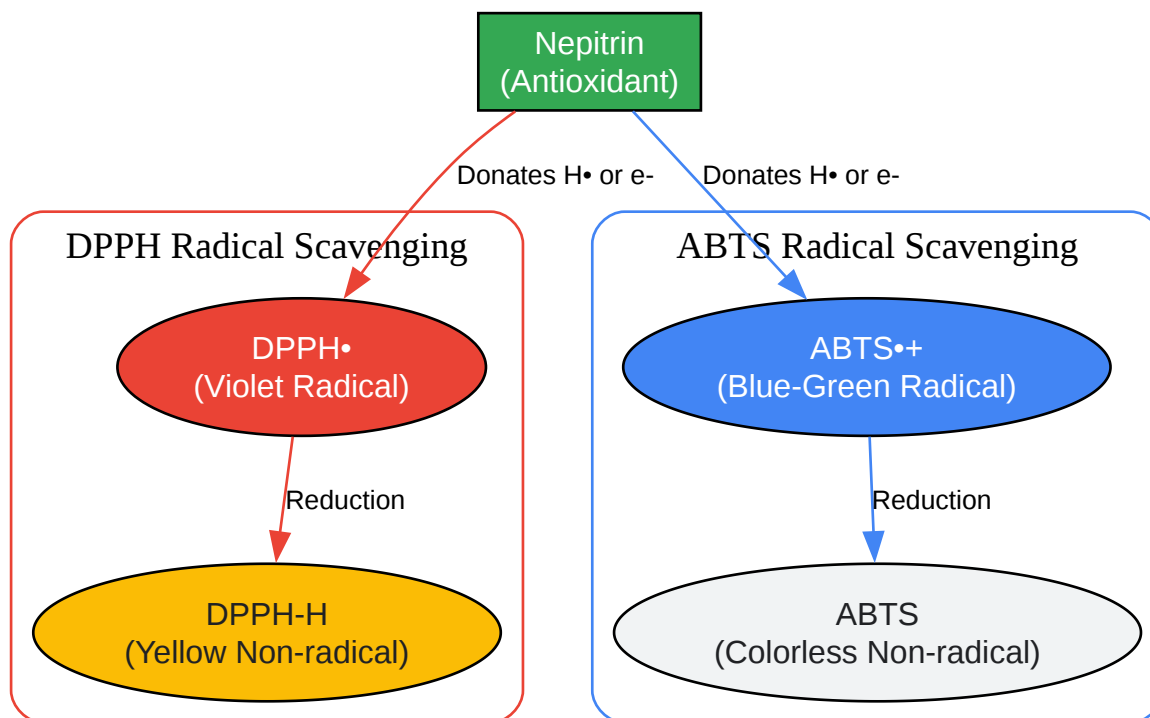 Nepitrin
(Antioxidant)
Donates H• or e-
Donates H• or e-
DPPH Radical Scavenging
ABTS Radical Scavenging
DPPH•
(Violet Radical)
ABTS•+
(Blue-Green Radical)
Reduction
Reduction
DPPH-H
(Yellow Non-radical)
ABTS
(Colorless Non-radical)